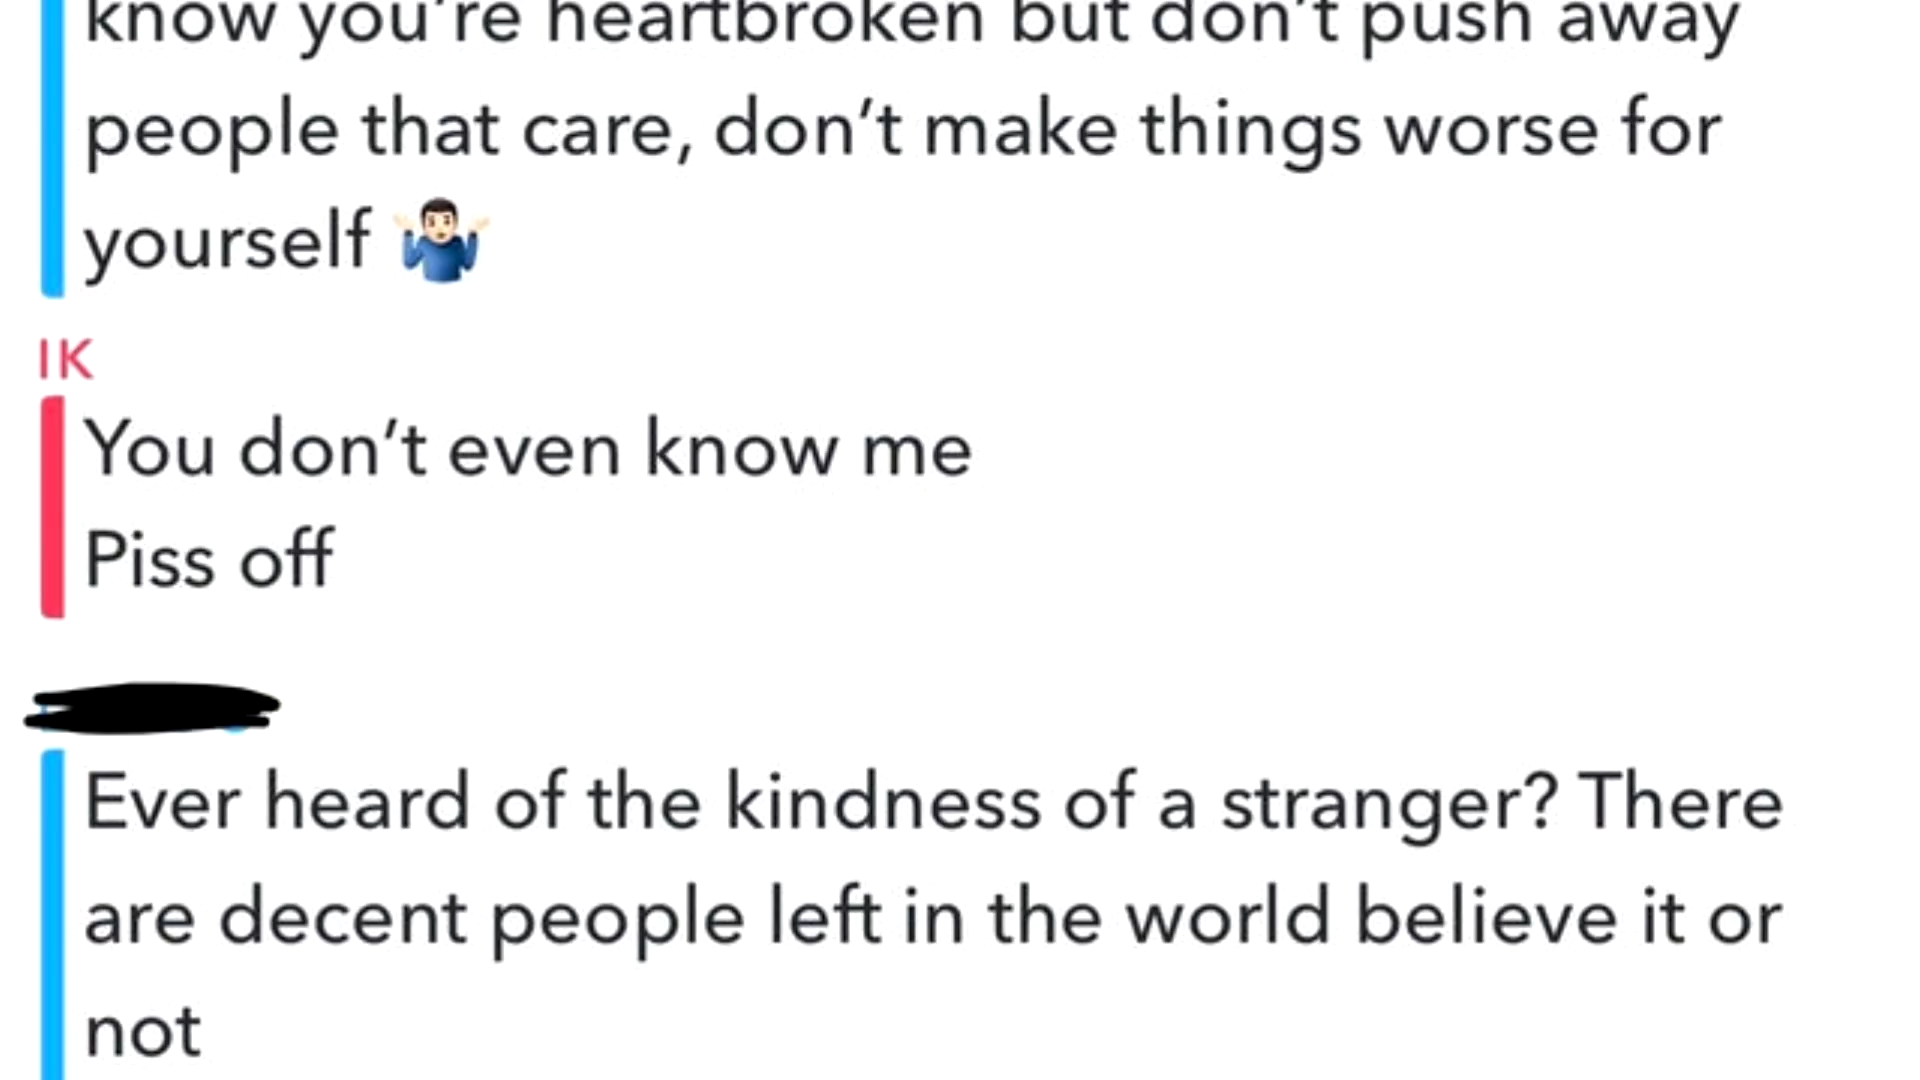 know you’re heartbroken but don’t push away
people that care, don’t make things worse for
yourself 🤷🏻‍♂️
IK
You don’t even know me
Piss off
Ever heard of the kindness of a stranger? There
are decent people left in the world believe it or
not